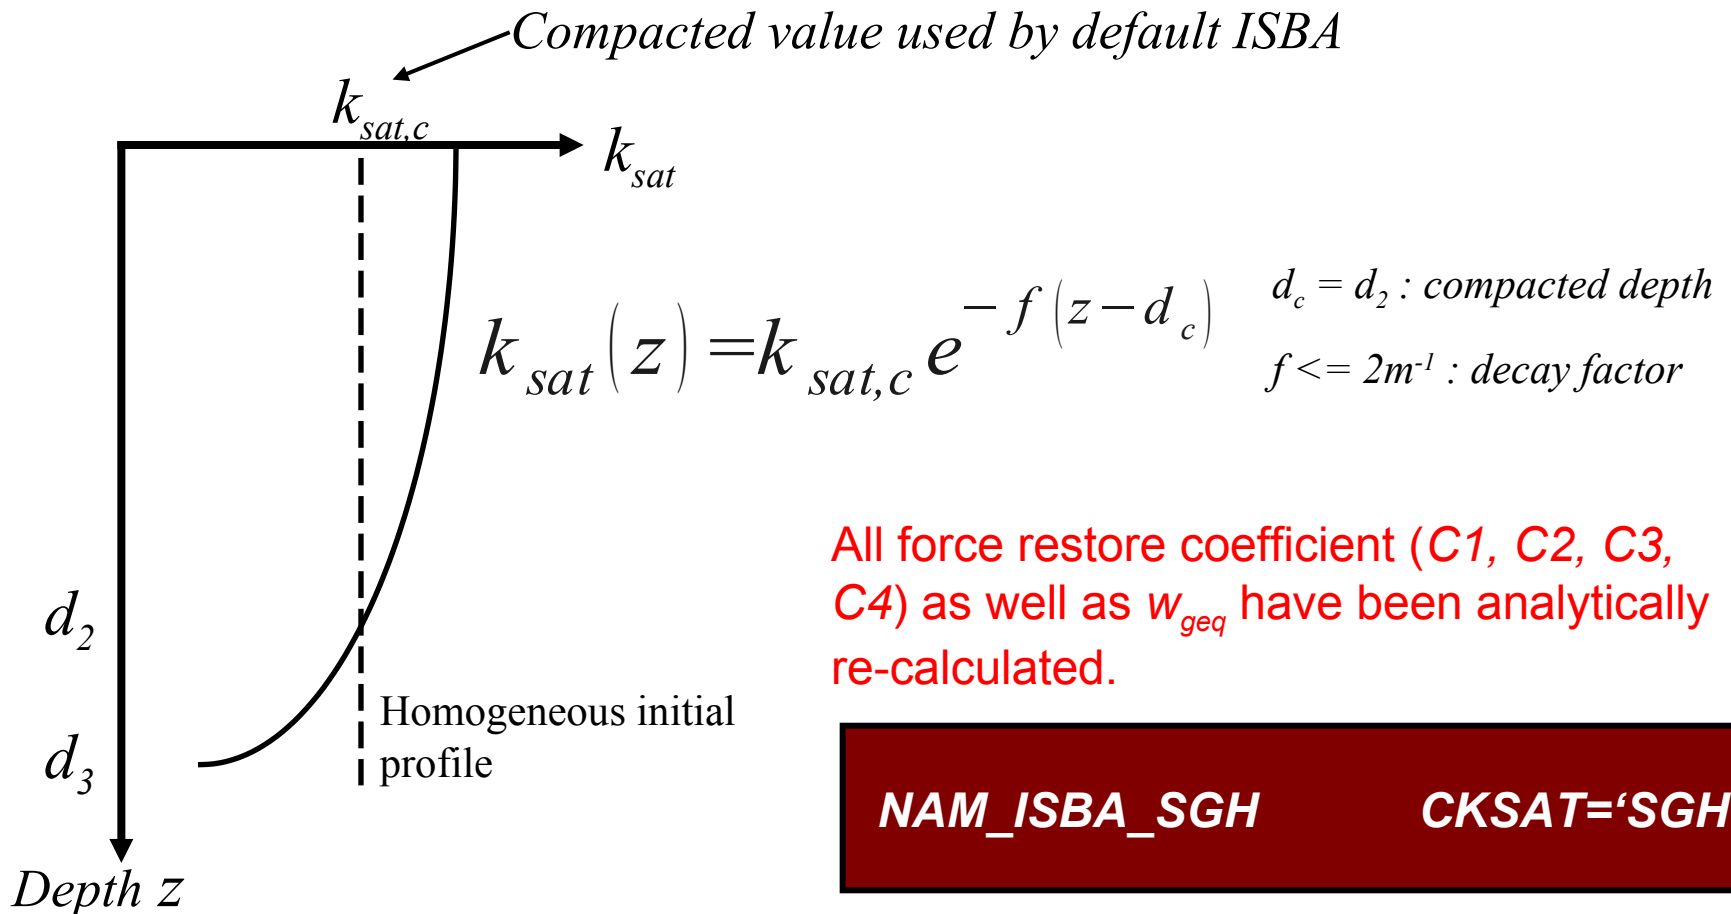 Compacted value used by default ISBA
k_sat,c
k_sat
k_sat(z)=k_sat,c e^-f(z-d_c)
d_c = d_2 : compacted depth
f <= 2m^-1 : decay factor
All force restore coefficient (C1, C2, C3,
C4) as well as w_geq have been analytically
re-calculated.
d_2
Homogeneous initial
profile
d_3
NAM_ISBA_SGH CKSAT=‘SGH
Depth z